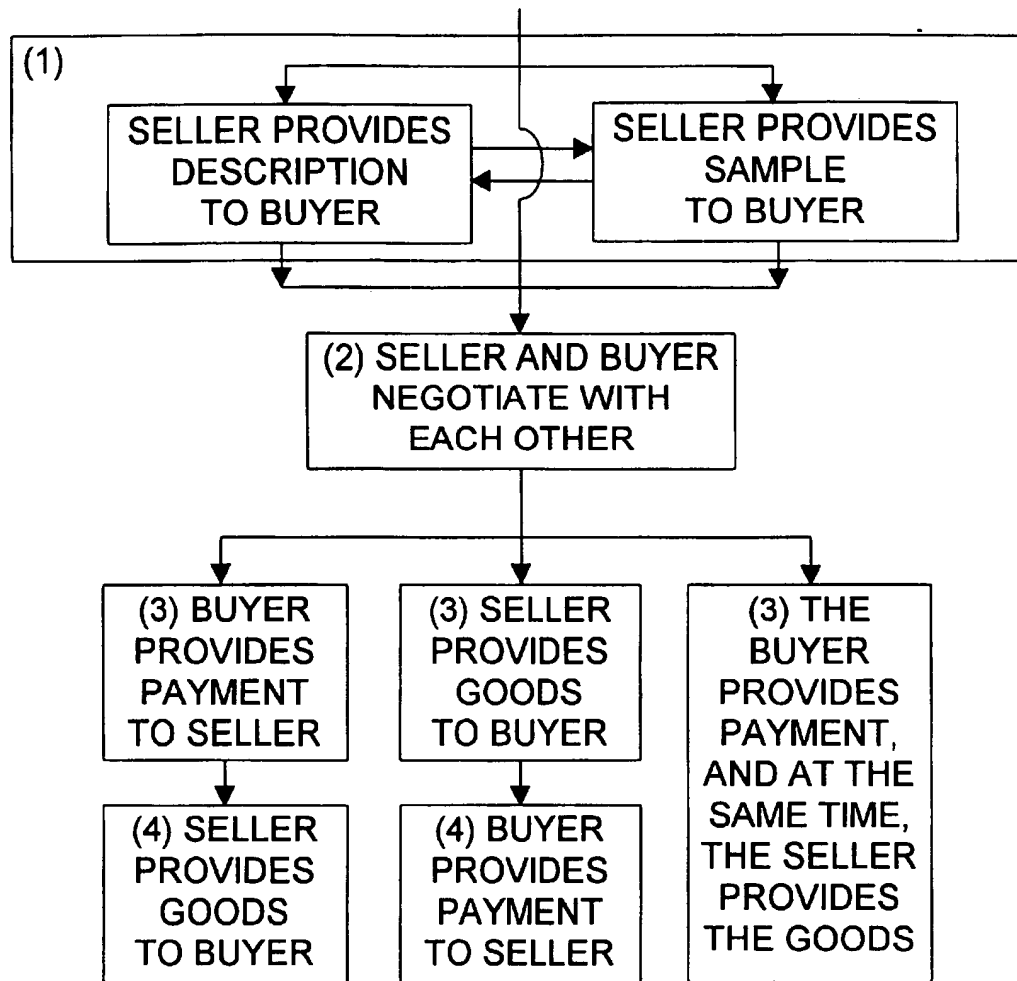 (1)
SELLER PROVIDES
DESCRIPTION
TO BUYER
SELLER PROVIDES
SAMPLE
TO BUYER
(2) SELLER AND BUYER
NEGOTIATE WITH
EACH OTHER
(3) BUYER
PROVIDES
PAYMENT
TO SELLER
(3) SELLER
PROVIDES
GOODS
TO BUYER
(3) THE
BUYER
PROVIDES
PAYMENT,
AND AT THE
SAME TIME,
THE SELLER
PROVIDES
THE GOODS
(4) SELLER
PROVIDES
GOODS
TO BUYER
(4) BUYER
PROVIDES
PAYMENT
TO SELLER